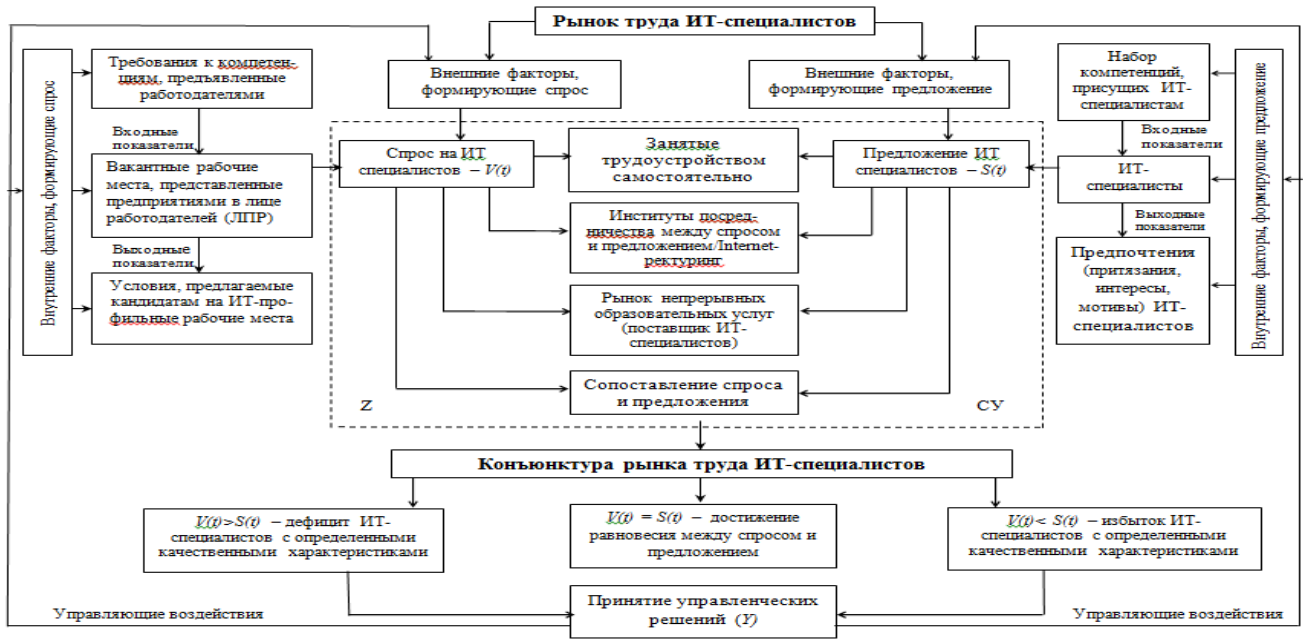 Рынок труда ИТ-специалистов
Внутренние факторы, формирующие спрос
Требования к компетен-
циям, предъявленные
работодателями
Входные
показатели
Вакантные рабочие
места, представленные
предприятиями в лице
работодателей (ЛПР)
Выходные
показатели
Условия, предлагаемые
кандидатам на ИТ-про-
фильные рабочие места
Внешние факторы,
формирующие спрос
Внешние факторы,
формирующие предложение
Спрос на ИТ
специалистов – V(t)
Занятые
трудоустройством
самостоятельно
Предложение ИТ
специалистов – S(t)
Институты посред-
ничества между спросом
и предложением/Internet-
ректуринг
Рынок непрерывных
образовательных услуг
(поставщик ИТ-
специалистов)
Сопоставление спроса
и предложения
Z
СУ
Набор
компетенций,
присущих ИТ-
специалистам
Входные
показатели
ИТ-
специалисты
Выходные
показатели
Предпочтения
(притязания,
интересы,
мотивы) ИТ-
специалистов
Внутренние факторы, формирующие предложение
Конъюнктура рынка труда ИТ-специалистов
V(t)>S(t) – дефицит ИТ-
специалистов с определенными
качественными характеристиками
V(t) = S(t) – достижение
равновесия между спросом и
предложением
V(t)< S(t) – избыток ИТ-
специалистов с определенными
качественными характеристиками
Управляющие воздействия
Принятие управленческих
решений (Y)
Управляющие воздействия